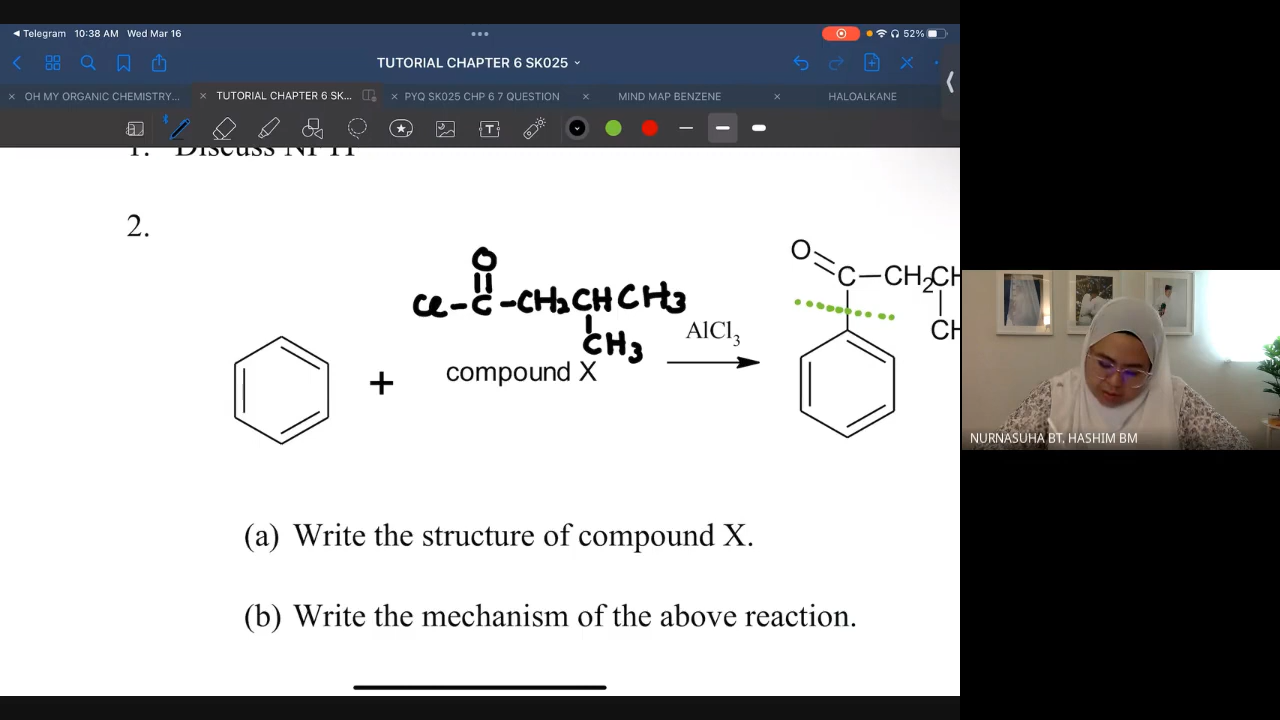 Telegram 10:38 AM Wed Mar 16
52%
TUTORIAL CHAPTER 6 SK025
OH MY ORGANIC CHEMISTRY... TUTORIAL CHAPTER 6 SK... PYQ SK025 CHP 6 7 QUESTION MIND MAP BENZENE HALOALKANE
1. Discuss NPH
2.
O
Cl-C-CH2CHCH3
CH3
compound X
+
AlCl3
O
C-CH2CH
CH
(a) Write the structure of compound X.
(b) Write the mechanism of the above reaction.
NURNASUHA BT. HASHIM BM